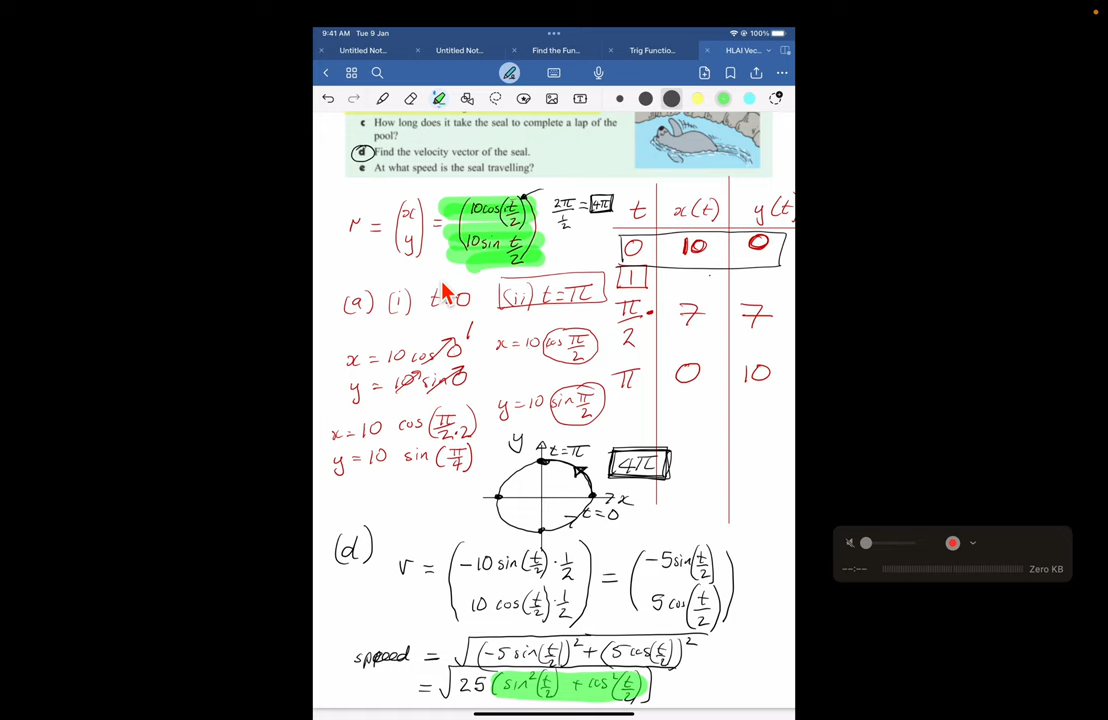 9:41 AM Tue 9 Jan
100%
Untitled Not...
Untitled Not...
Find the Fun...
Trig Functio...
HLAI Vec...
c How long does it take the seal to complete a lap of the
pool?
d Find the velocity vector of the seal.
e At what speed is the seal travelling?
r = (x y) = (10cos(t/2) 10sin t/2) 2π / 1/2 = 4π
t x(t) y(t)
0 10 0
1
π/2 7 7
π 0 10
(a) (i) t=0 (ii) t=π
x = 10 cos 0 1
y = 10 sin 0
x = 10 cos π/2
y = 10 sin π/2
x = 10 cos (π/2·2)
y = 10 sin (π/4)
y t=π
4π
x
t=0
(d)
v = (-10 sin(t/2)·1/2 10 cos(t/2)·1/2) = (-5sin(t/2) 5cos(t/2))
speed = √(-5 sin(t/2))² + (5 cos(t/2))²
= √25 (sin²(t/2) + cos²(t/2))
--:--
Zero KB